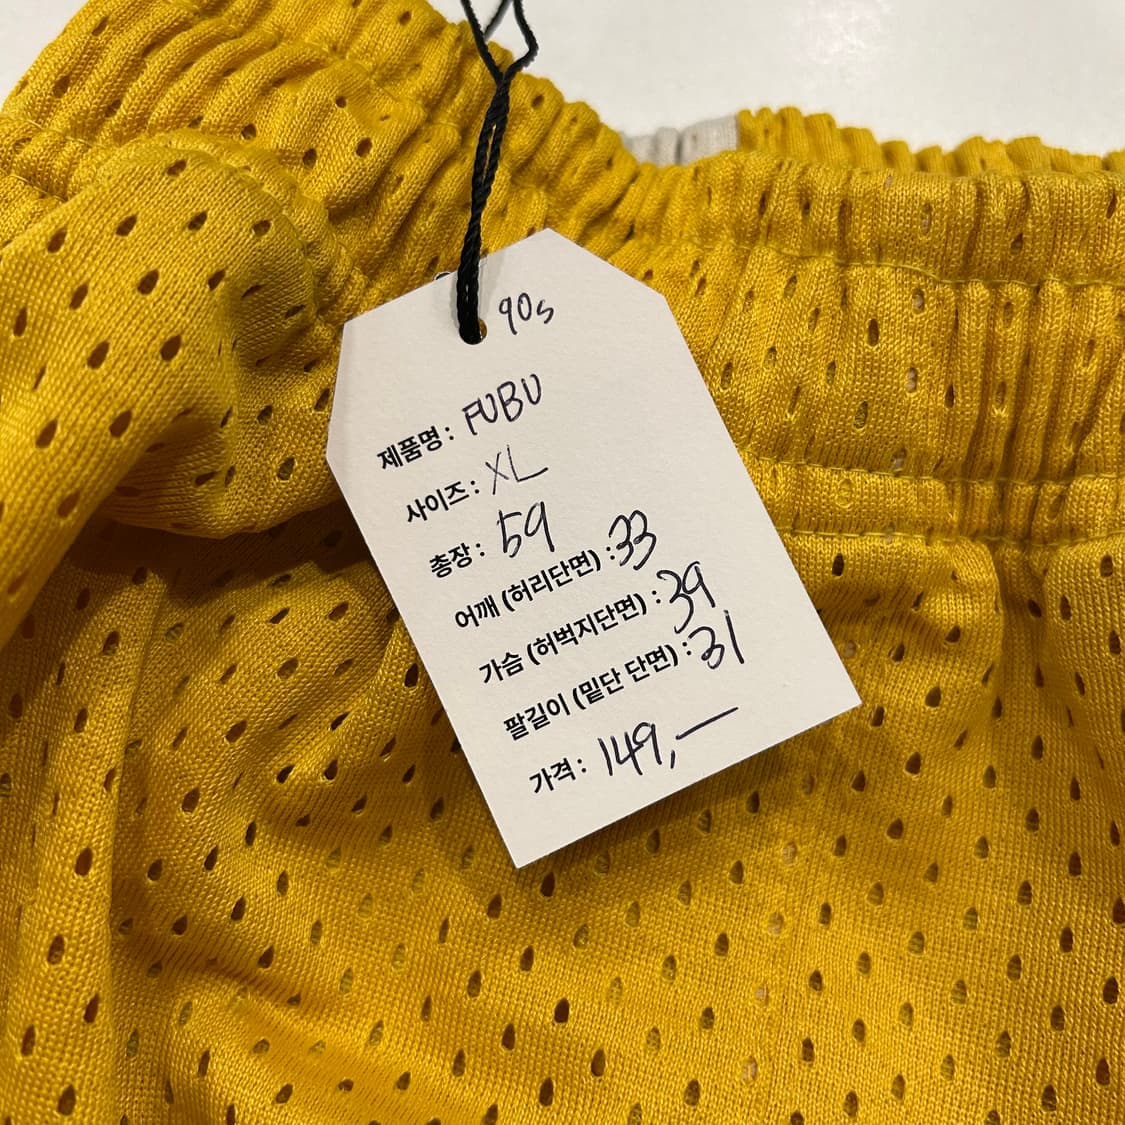 90s
제품명: FUBU
사이즈: XL
총장: 59
어깨 (허리단면) :33
가슴 (허벅지단면) :39
팔길이 (밑단 단면) :31
가격: 149,—